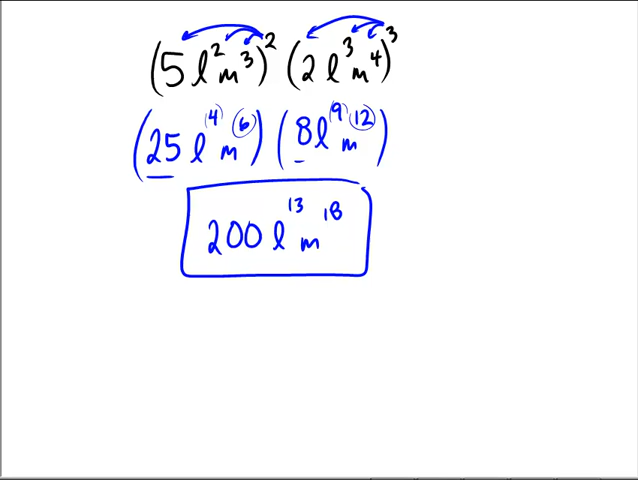 (5l²m³)² (2l³m⁴)³
(25l⁴m⁶) (8l⁹m¹²)
200l¹³m¹⁸